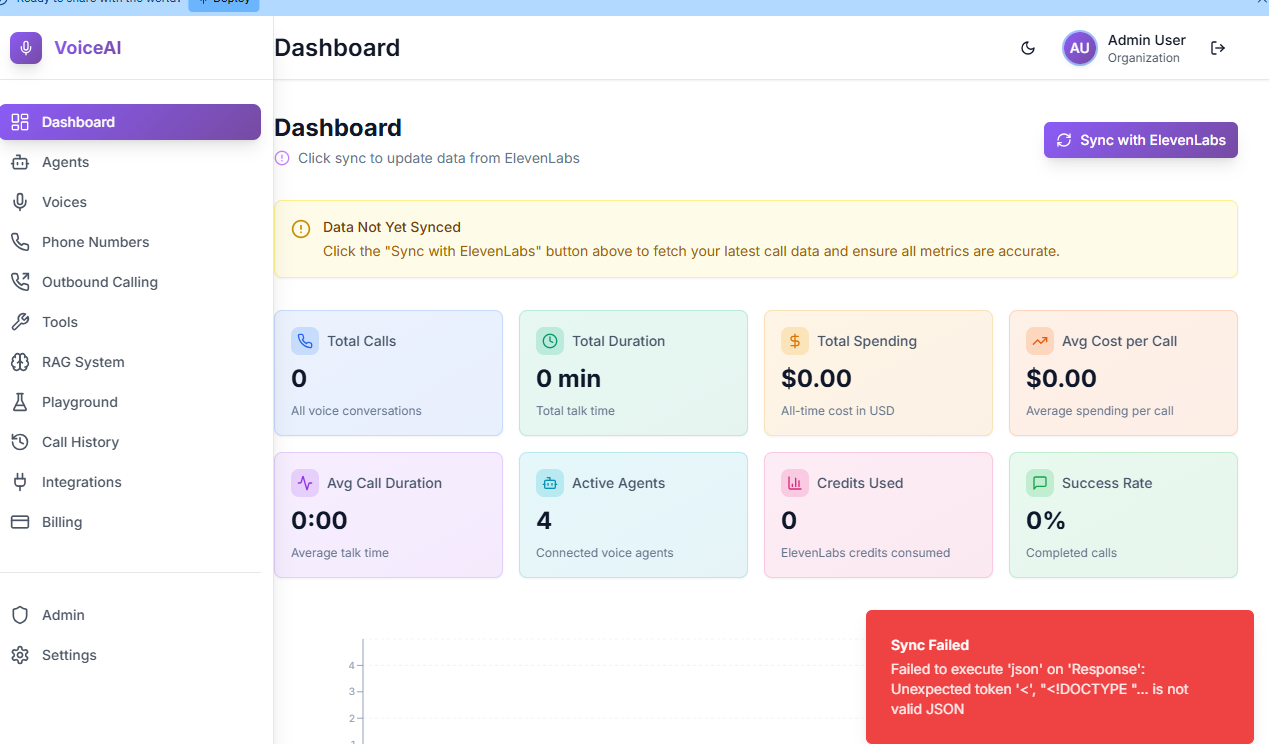 Ready to share with the world?
Deploy
VoiceAI
Dashboard
AU
Admin User
Organization
Dashboard
Agents
Voices
Phone Numbers
Outbound Calling
Tools
RAG System
Playground
Call History
Integrations
Billing
Admin
Settings
Dashboard
Click sync to update data from ElevenLabs
Sync with ElevenLabs
Data Not Yet Synced
Click the "Sync with ElevenLabs" button above to fetch your latest call data and ensure all metrics are accurate.
Total Calls
0
All voice conversations
Total Duration
0 min
Total talk time
Total Spending
$0.00
All-time cost in USD
Avg Cost per Call
$0.00
Average spending per call
Avg Call Duration
0:00
Average talk time
Active Agents
4
Connected voice agents
Credits Used
0
ElevenLabs credits consumed
Success Rate
0%
Completed calls
4
3
2
1
Sync Failed
Failed to execute 'json' on 'Response':
Unexpected token '<', "<!DOCTYPE "... is not
valid JSON